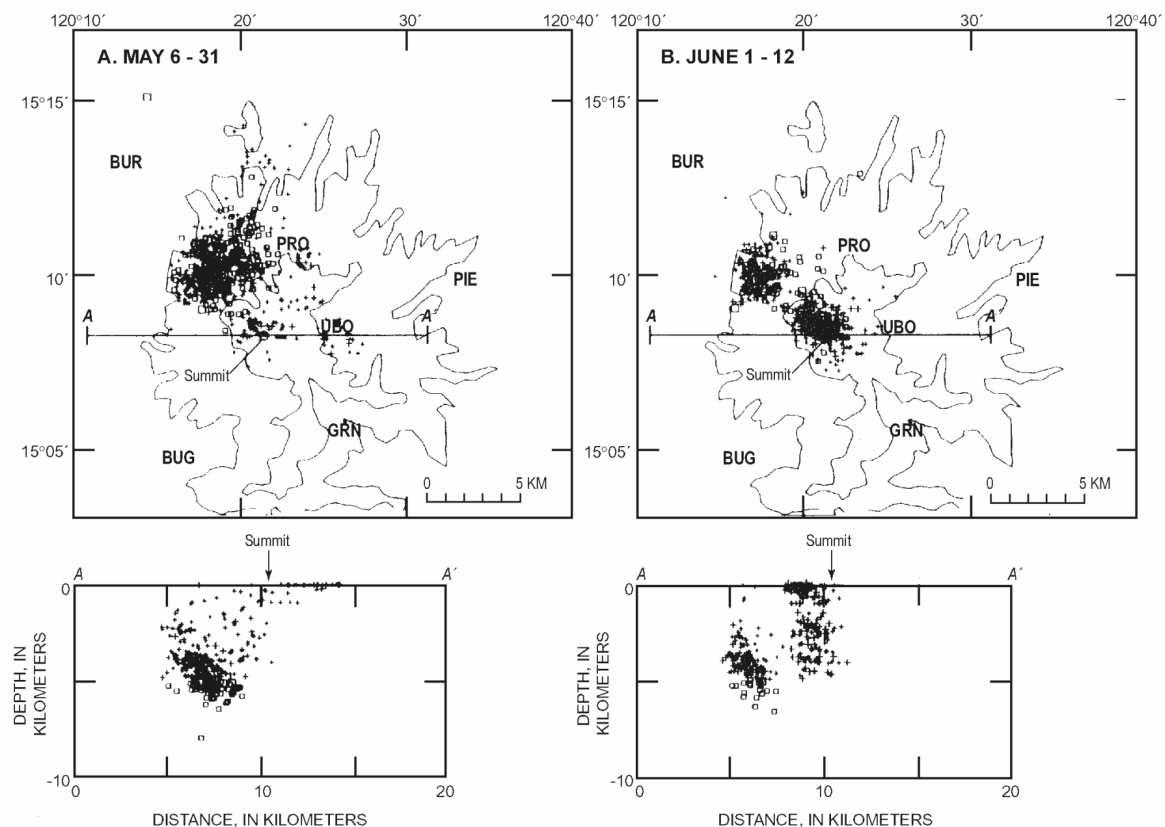 120°10´ 20´ 30´ 120°40´
A. MAY 6 - 31
15°15´
BUR
PRO
10´
PIE
A A´
UBO
Summit
GRN
15°05´
BUG
0 5 KM
120°10´ 20´ 30´ 120°40´
B. JUNE 1 - 12
15°15´
BUR
PRO
10´
PIE
A A´
UBO
Summit
GRN
15°05´
BUG
0 5 KM
Summit
A A´
0
DEPTH, IN
KILOMETERS
-10
0 10 20
DISTANCE, IN KILOMETERS
Summit
A A´
0
DEPTH, IN
KILOMETERS
-10
0 10 20
DISTANCE, IN KILOMETERS